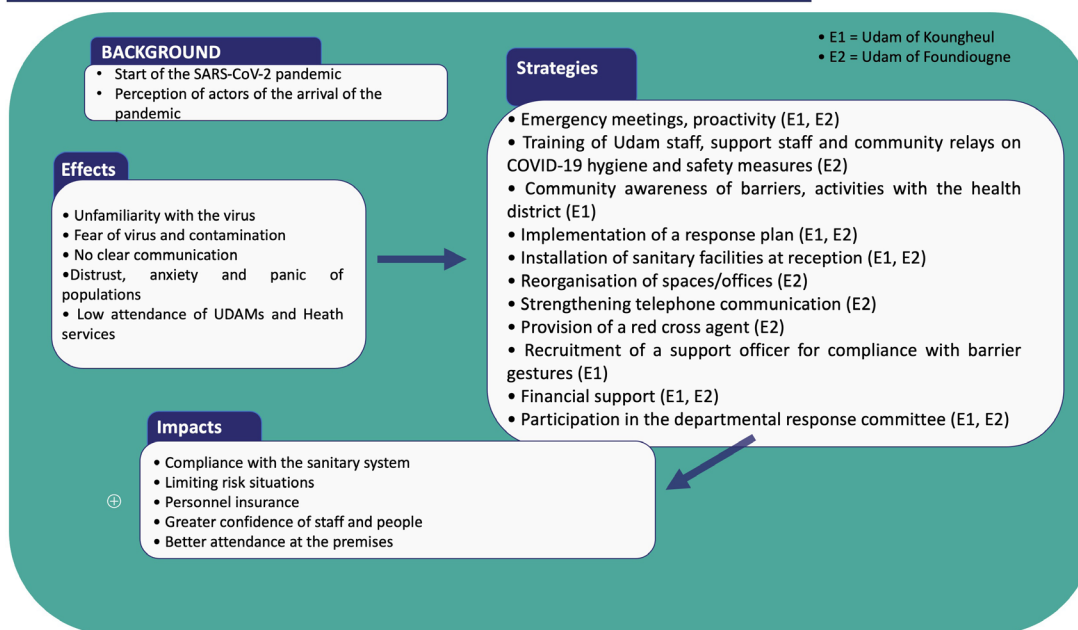 BACKGROUND
• Start of the SARS-CoV-2 pandemic
• Perception of actors of the arrival of the
pandemic
• E1 = Udam of Koungheul
• E2 = Udam of Foundiougne
Effects
• Unfamiliarity with the virus
• Fear of virus and contamination
• No clear communication
•Distrust, anxiety and panic of
populations
• Low attendance of UDAMs and Heath
services
Strategies
• Emergency meetings, proactivity (E1, E2)
• Training of Udam staff, support staff and community relays on
COVID-19 hygiene and safety measures (E2)
• Community awareness of barriers, activities with the health
district (E1)
• Implementation of a response plan (E1, E2)
• Installation of sanitary facilities at reception (E1, E2)
• Reorganisation of spaces/offices (E2)
• Strengthening telephone communication (E2)
• Provision of a red cross agent (E2)
• Recruitment of a support officer for compliance with barrier
gestures (E1)
• Financial support (E1, E2)
• Participation in the departmental response committee (E1, E2)
Impacts
• Compliance with the sanitary system
• Limiting risk situations
• Personnel insurance
• Greater confidence of staff and people
• Better attendance at the premises